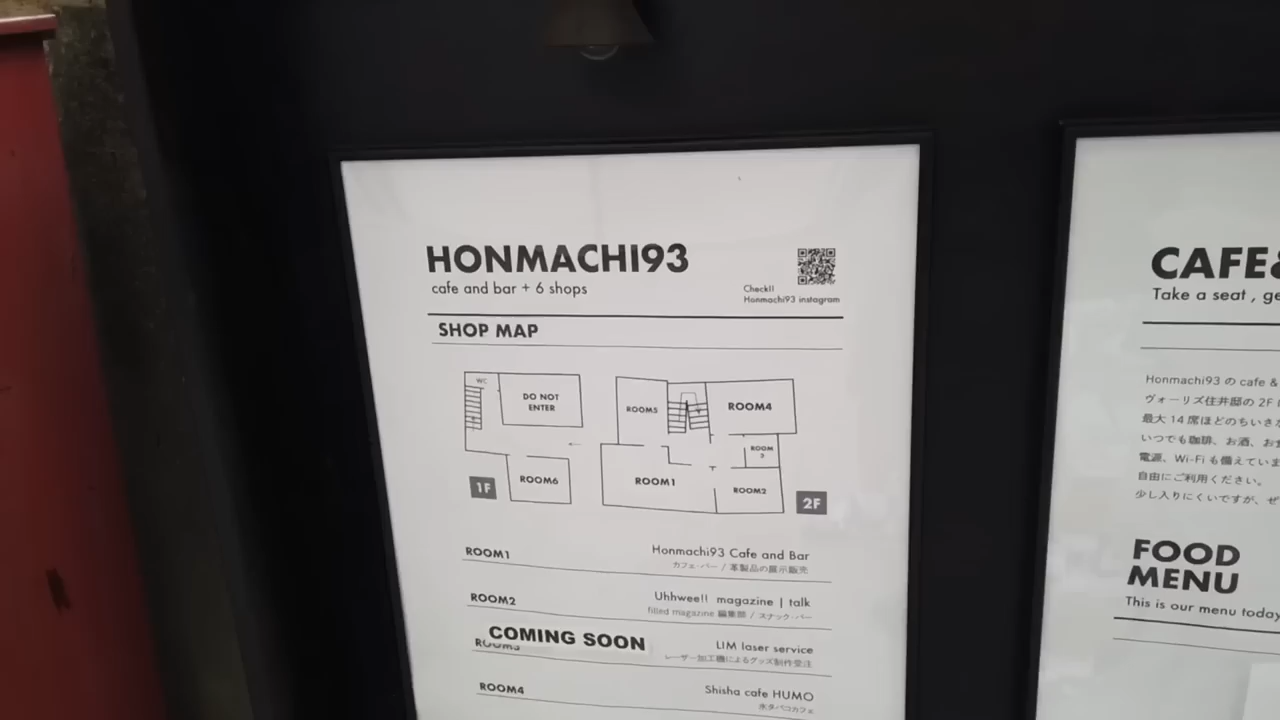 HONMACHI93
cafe and bar + 6 shops
Check!!
Honmachi93 instagram
SHOP MAP
WC
DO NOT
ENTER
ROOM6
1F
ROOM5
ROOM4
ROOM
ROOM1
ROOM2
2F
ROOM1 Honmachi93 Cafe and Bar
カフェ・バー / 革製品の展示販売
ROOM2 Uhhwee!! magazine | talk
filled magazine 編集部 / スナック・バー
COMING SOON
ROOM3 LIM laser service
レーザー加工機によるグッズ制作受注
ROOM4 Shisha cafe HUMO
水タバコカフェ
CAFE&
Take a seat , ge
Honmachi93 の cafe &
ヴォーリズ住井邸の 2F
最大 14 席ほどのちいさ
いつでも珈琲、お酒、お
電源、Wi-Fi も備えていま
自由にご利用ください。
少し入りにくいですが、ぜ
FOOD
MENU
This is our menu today